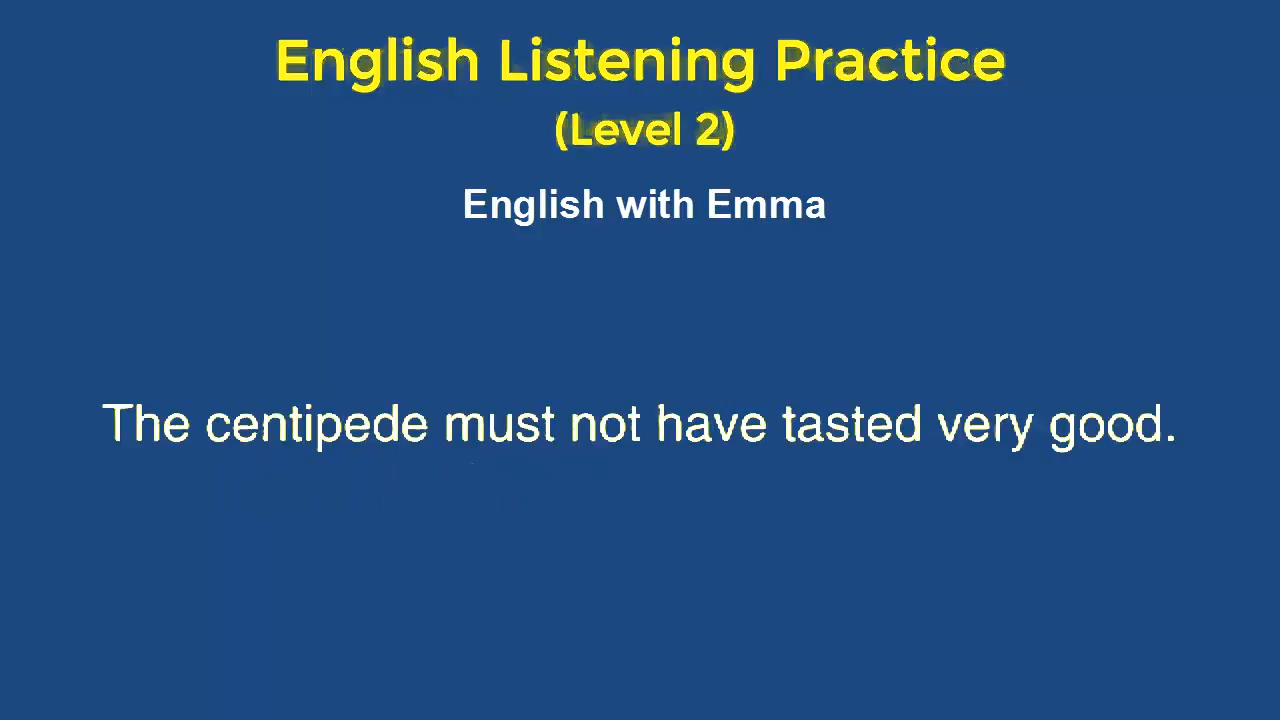 English Listening Practice
(Level 2)
English with Emma
The centipede must not have tasted very good.